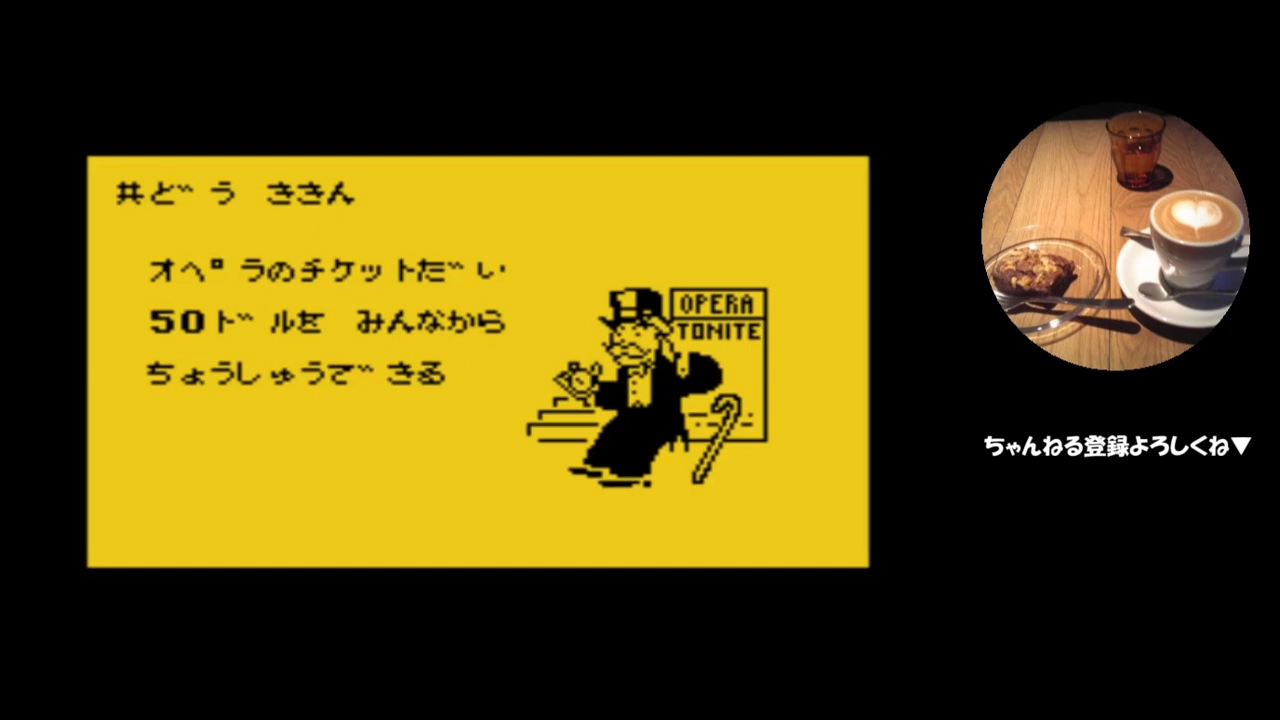 共どう ききん
オペラのチケットだい
50ドルを みんなから
ちょうしゅうできる
OPERA
TONITE
ちゃんねる登録よろしくね▼